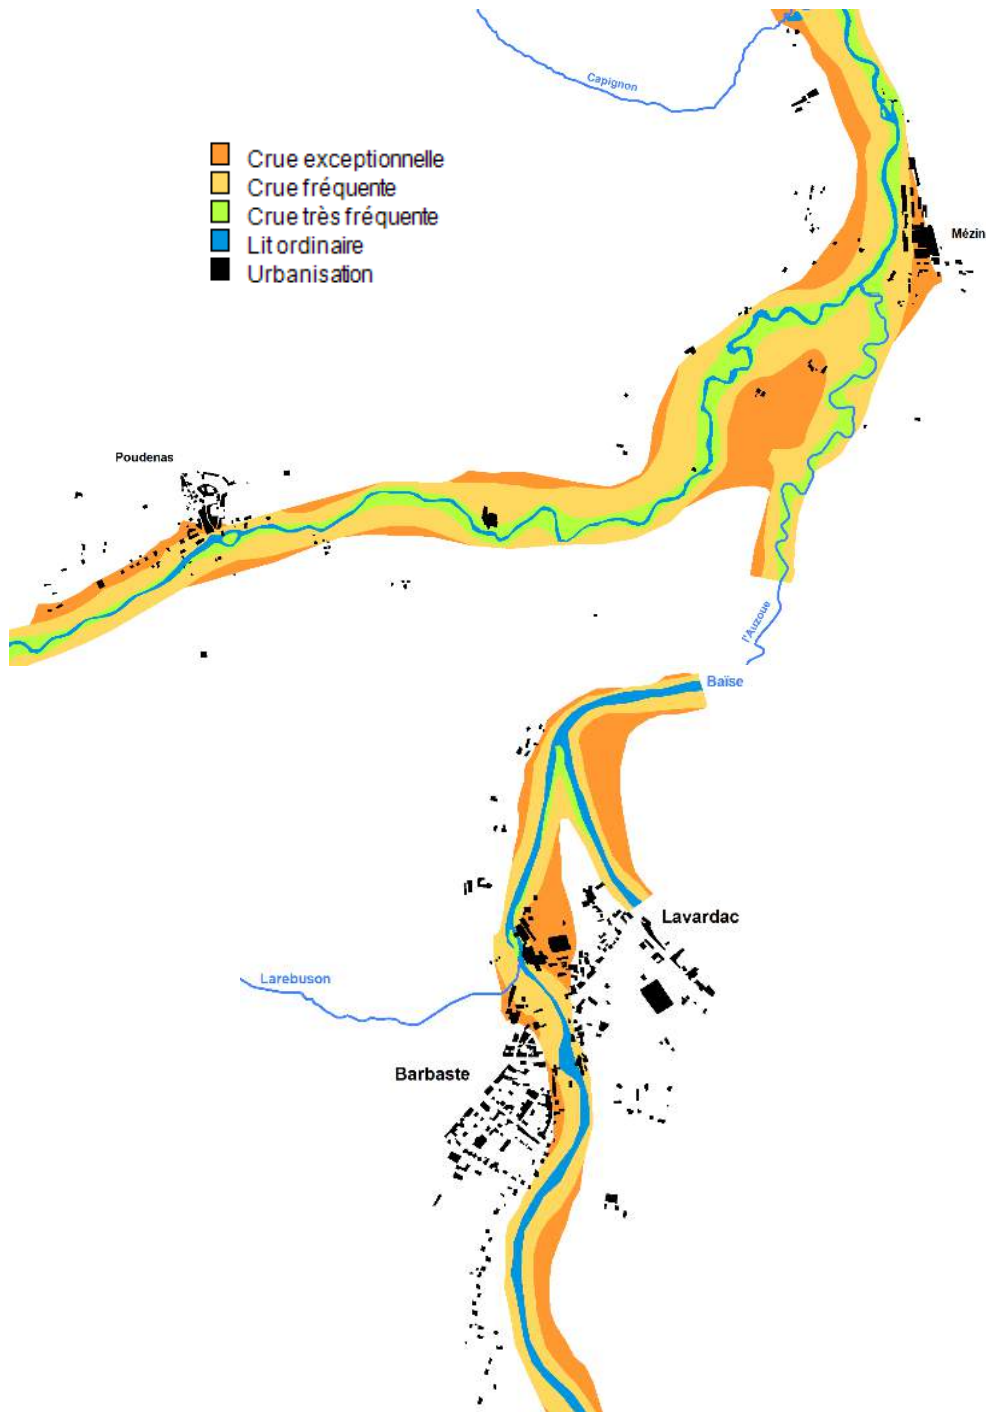 Capignon
Crue exceptionnelle
Crue fréquente
Crue très fréquente
Lit ordinaire
Urbanisation
Mézin
Poudenas
l'Auzoue
Baïse
Lavardac
Larebuson
Barbaste